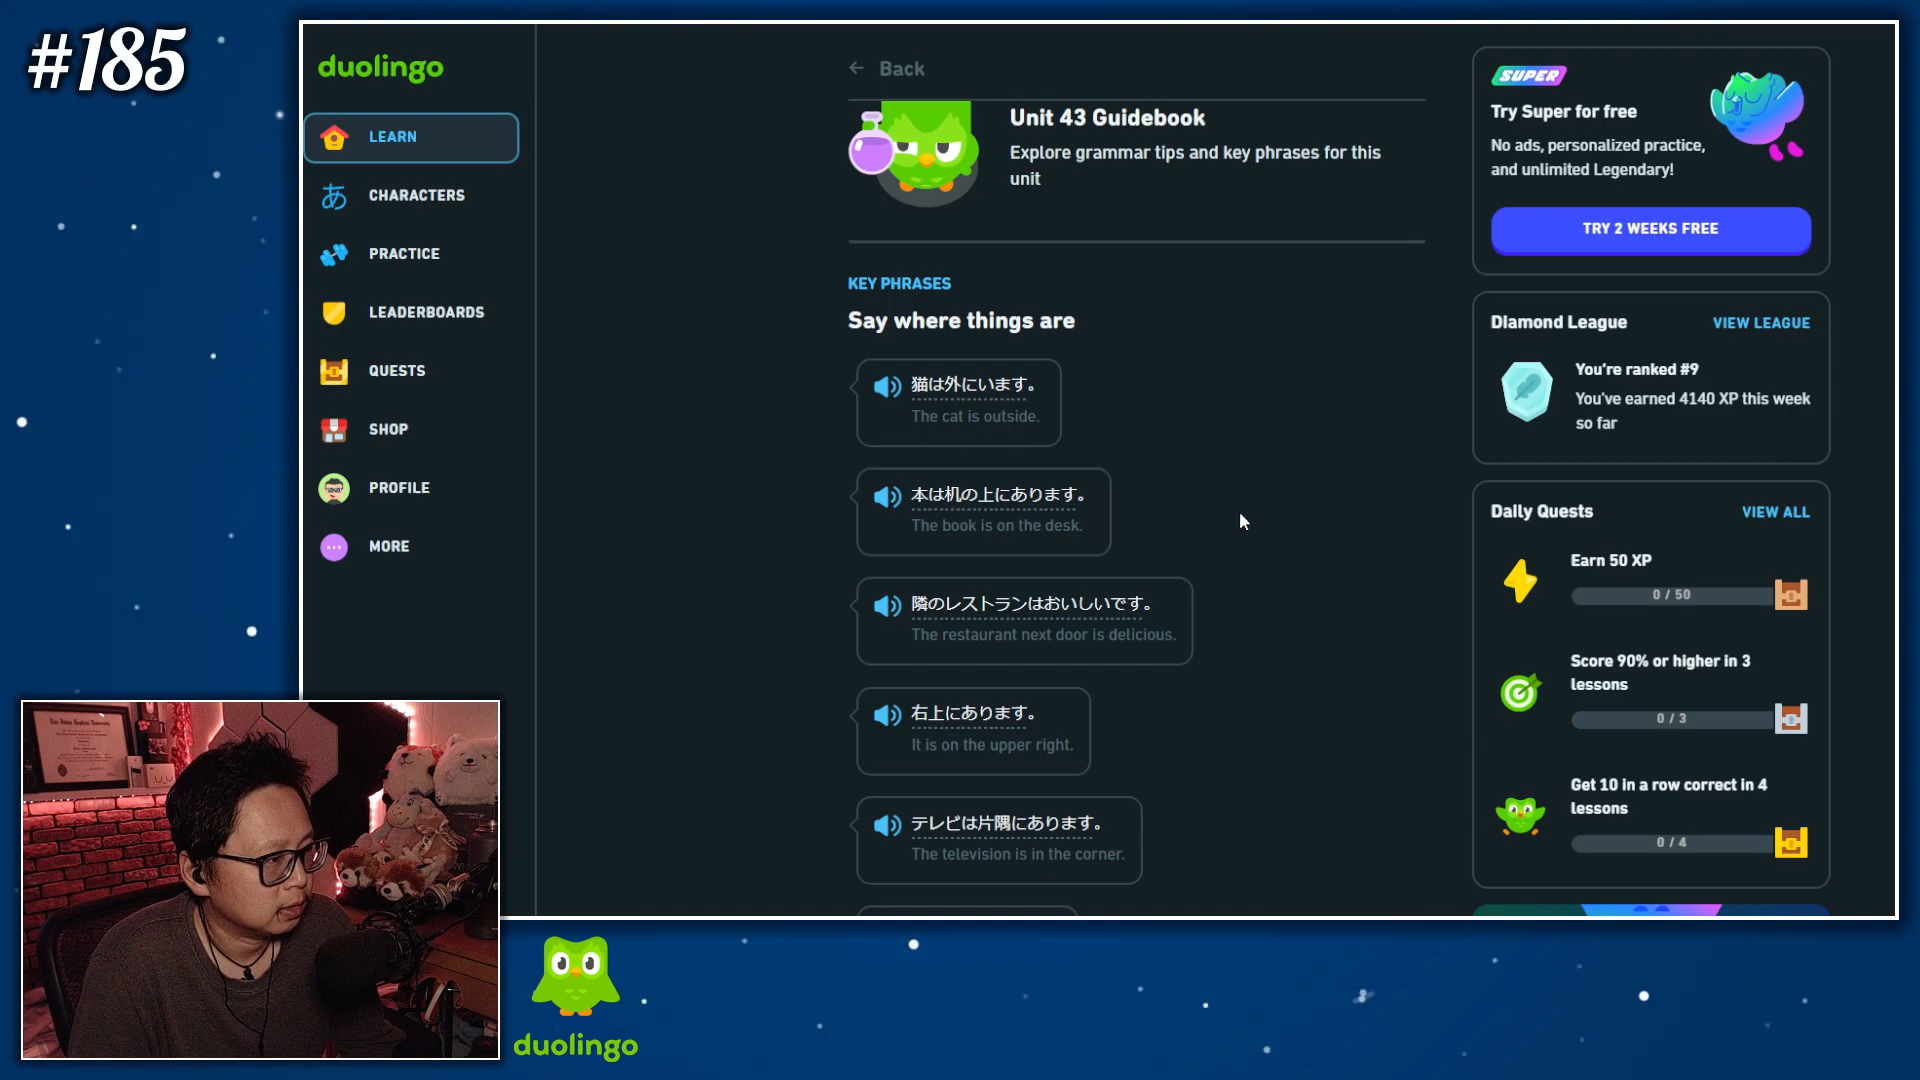 #185
duolingo
LEARN
CHARACTERS
PRACTICE
LEADERBOARDS
QUESTS
SHOP
PROFILE
MORE
Back
Unit 43 Guidebook
Explore grammar tips and key phrases for this
unit
KEY PHRASES
Say where things are
猫は外にいます。
The cat is outside.
本は机の上にあります。
The book is on the desk.
隣のレストランはおいしいです。
The restaurant next door is delicious.
右上にあります。
It is on the upper right.
テレビは片隅にあります。
The television is in the corner.
SUPER
Try Super for free
No ads, personalized practice,
and unlimited Legendary!
TRY 2 WEEKS FREE
Diamond League
VIEW LEAGUE
You're ranked #9
You've earned 4140 XP this week
so far
Daily Quests
VIEW ALL
Earn 50 XP
0 / 50
Score 90% or higher in 3
lessons
0 / 3
Get 10 in a row correct in 4
lessons
0 / 4
duolingo